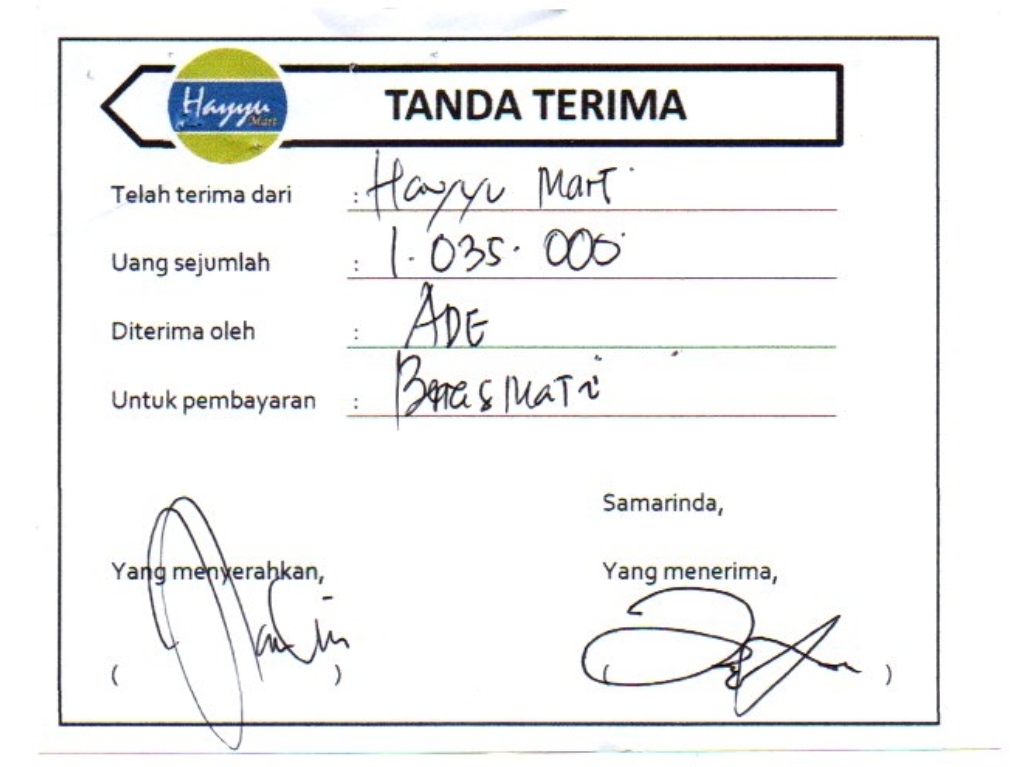 Hayyu Mart
TANDA TERIMA
Telah terima dari : Hayyu Mart
Uang sejumlah : 1.035.000
Diterima oleh : ADE
Untuk pembayaran : Beras Mati
Samarinda,
Yang menyerahkan, Yang menerima,
( ) ( )